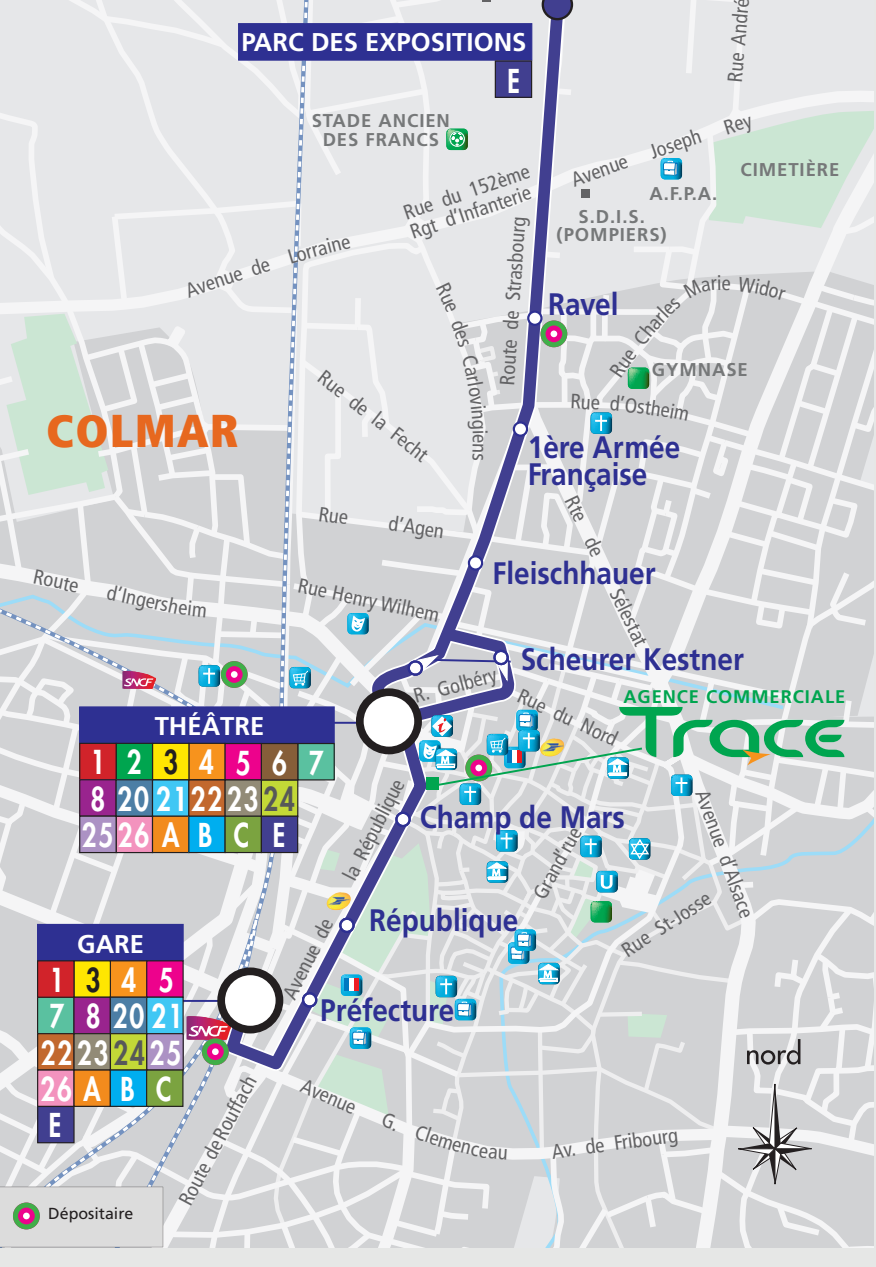 PARC DES EXPOSITIONS
E
Rue André
STADE ANCIEN
DES FRANCS
Avenue Joseph Rey
CIMETIÈRE
A.F.P.A.
Rue du 152ème
Rgt d'Infanterie
S.D.I.S.
(POMPIERS)
Avenue de Lorraine
Route de Strasbourg
Rue des Carlovingiens
Ravel
Rue Charles Marie Widor
GYMNASE
Rue d'Ostheim
Rue de la Fecht
COLMAR
1ère Armée
Française
Rue d'Agen
Rte de Sélestat
Fleischhauer
Route d'Ingersheim
Rue Henry Wilhem
Scheurer Kestner
SNCF
R. Golbéry
Rue du Nord
AGENCE COMMERCIALE
Trace
THÉÂTRE
1 2 3 4 5 6 7
8 20 21 22 23 24
25 26 A B C E
i
M
M
Champ de Mars
Avenue de la République
Grand'rue
M
U
Avenue d'Alsace
Rue St-Josse
République
M
GARE
1 3 4 5
7 8 20 21
22 23 24 25
26 A B C
E
SNCF
Préfecture
nord
Route de Rouffach
Avenue G. Clemenceau
Av. de Fribourg
Dépositaire